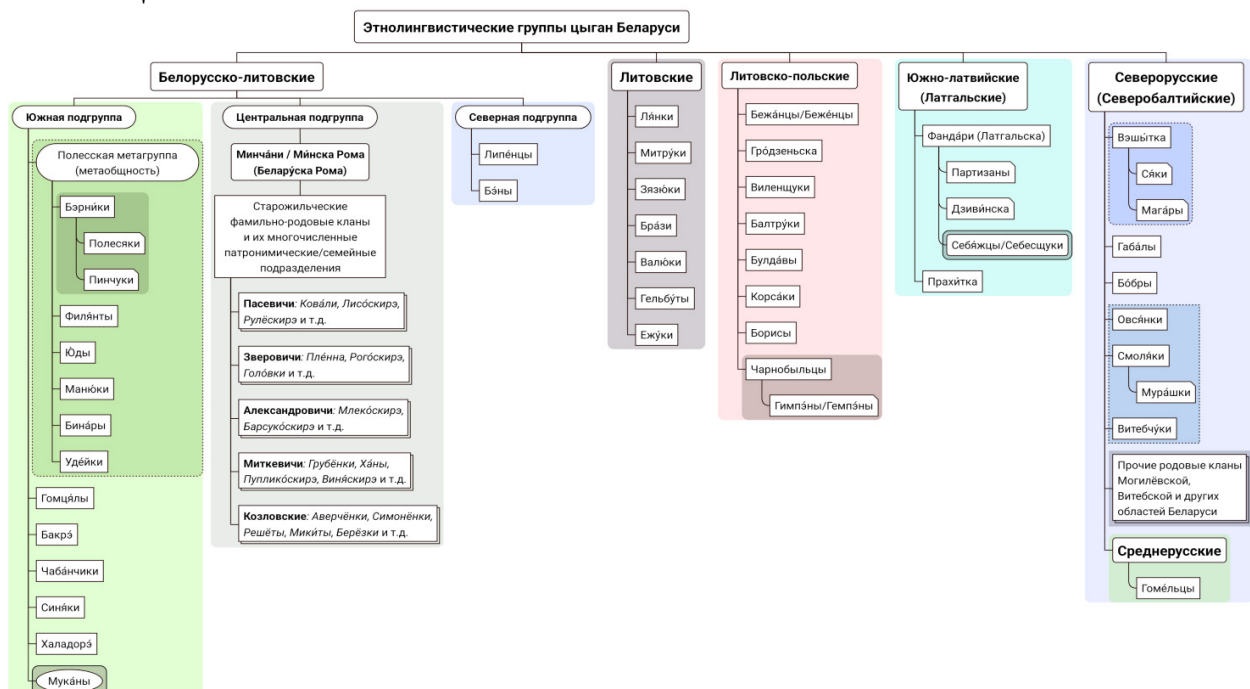 Этнолингвистические группы цыган Беларуси
Белорусско-литовские
Южная подгруппа
Полесская метагруппа
(метаобщность)
Бэрни́ки
Полесяки
Пинчуки
Филя́нты
Ю́ды
Маню́ки
Бина́ры
Уде́йки
Гомця́лы
Бакрэ́
Чаба́нчики
Синя́ки
Халадорэ́
Мука́ны
Центральная подгруппа
Минча́ни / Ми́нска Рома
(Белару́ска Рома)
Старожильческие
фамильно-родовые кланы
и их многочисленные
патронимические/семейные
подразделения
Пасевичи: Кова́ли, Лисо́скирэ,
Рулёскирэ и т.д.
Зверовичи: Пле́нна, Рого́скирэ,
Голо́вки и т.д.
Александровичи: Млеко́скирэ,
Барсуко́скирэ и т.д.
Миткевичи: Грубёнки, Ха́ны,
Пуплико́скирэ, Виня́скирэ и т.д.
Козловские: Аверчёнки, Симонёнки,
Решёты, Мики́ты, Берёзки и т.д.
Северная подгруппа
Липе́нцы
Бэ́ны
Литовские
Ля́нки
Митру́ки
Зязю́ки
Бра́зи
Валю́ки
Гельбу́ты
Ежу́ки
Литовско-польские
Бежа́нцы/Беже́нцы
Гро́дзеньска
Виленщуки
Балтру́ки
Булда́вы
Корса́ки
Борисы
Чарнобыльцы
Гимпэ́ны/Гемпэ́ны
Южно-латвийские
(Латгальские)
Фанда́ри (Латгальска)
Партизаны
Дзиви́нска
Себя́жцы/Себесщуки
Прахи́тка
Северорусские
(Северобалтийские)
Вэшы́тка
Ся́ки
Мага́ры
Габа́лы
Бо́бры
Овся́нки
Смоля́ки
Мура́шки
Витебчу́ки
Прочие родовые кланы
Могилёвской,
Витебской и других
областей Беларуси
Среднерусские
Гоме́льцы